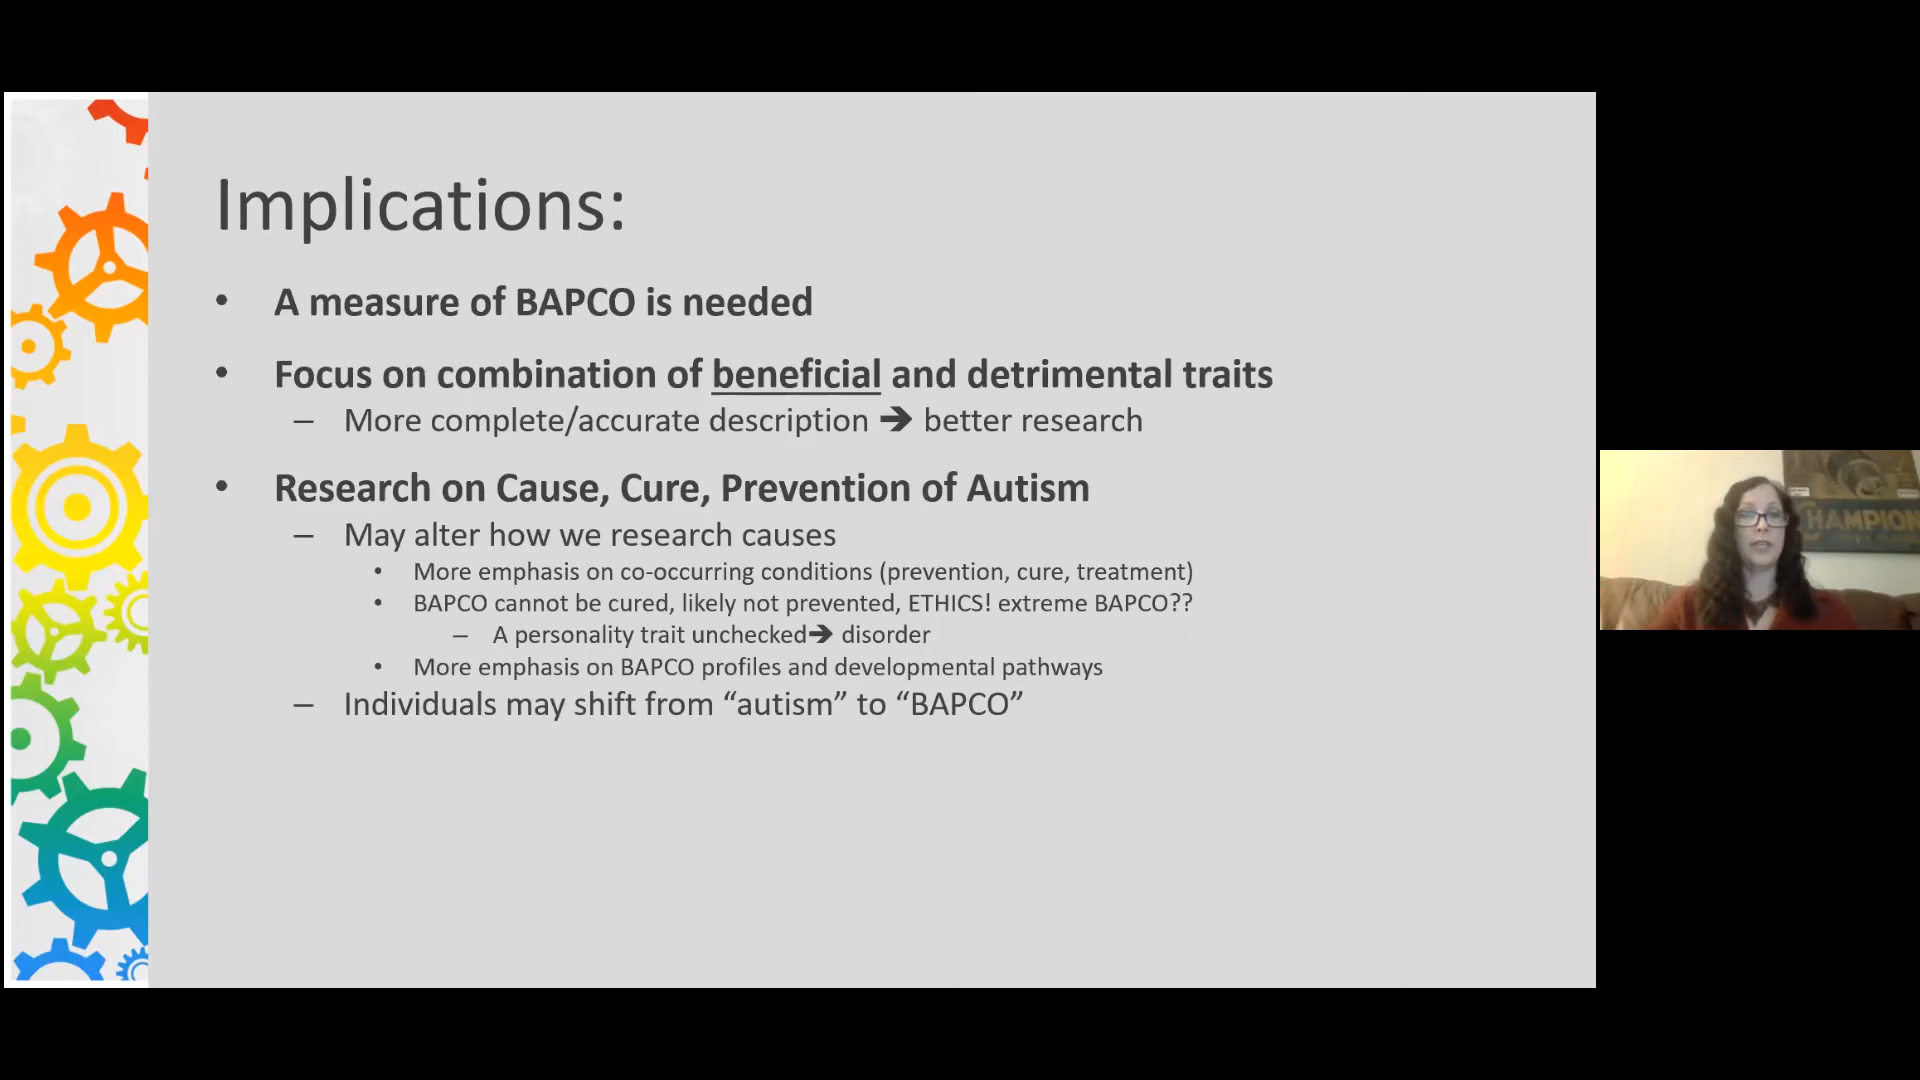 Implications:
• A measure of BAPCO is needed
• Focus on combination of beneficial and detrimental traits
– More complete/accurate description ➔ better research
• Research on Cause, Cure, Prevention of Autism
– May alter how we research causes
• More emphasis on co-occurring conditions (prevention, cure, treatment)
• BAPCO cannot be cured, likely not prevented, ETHICS! extreme BAPCO??
– A personality trait unchecked➔ disorder
• More emphasis on BAPCO profiles and developmental pathways
– Individuals may shift from “autism” to “BAPCO”
HAMPION